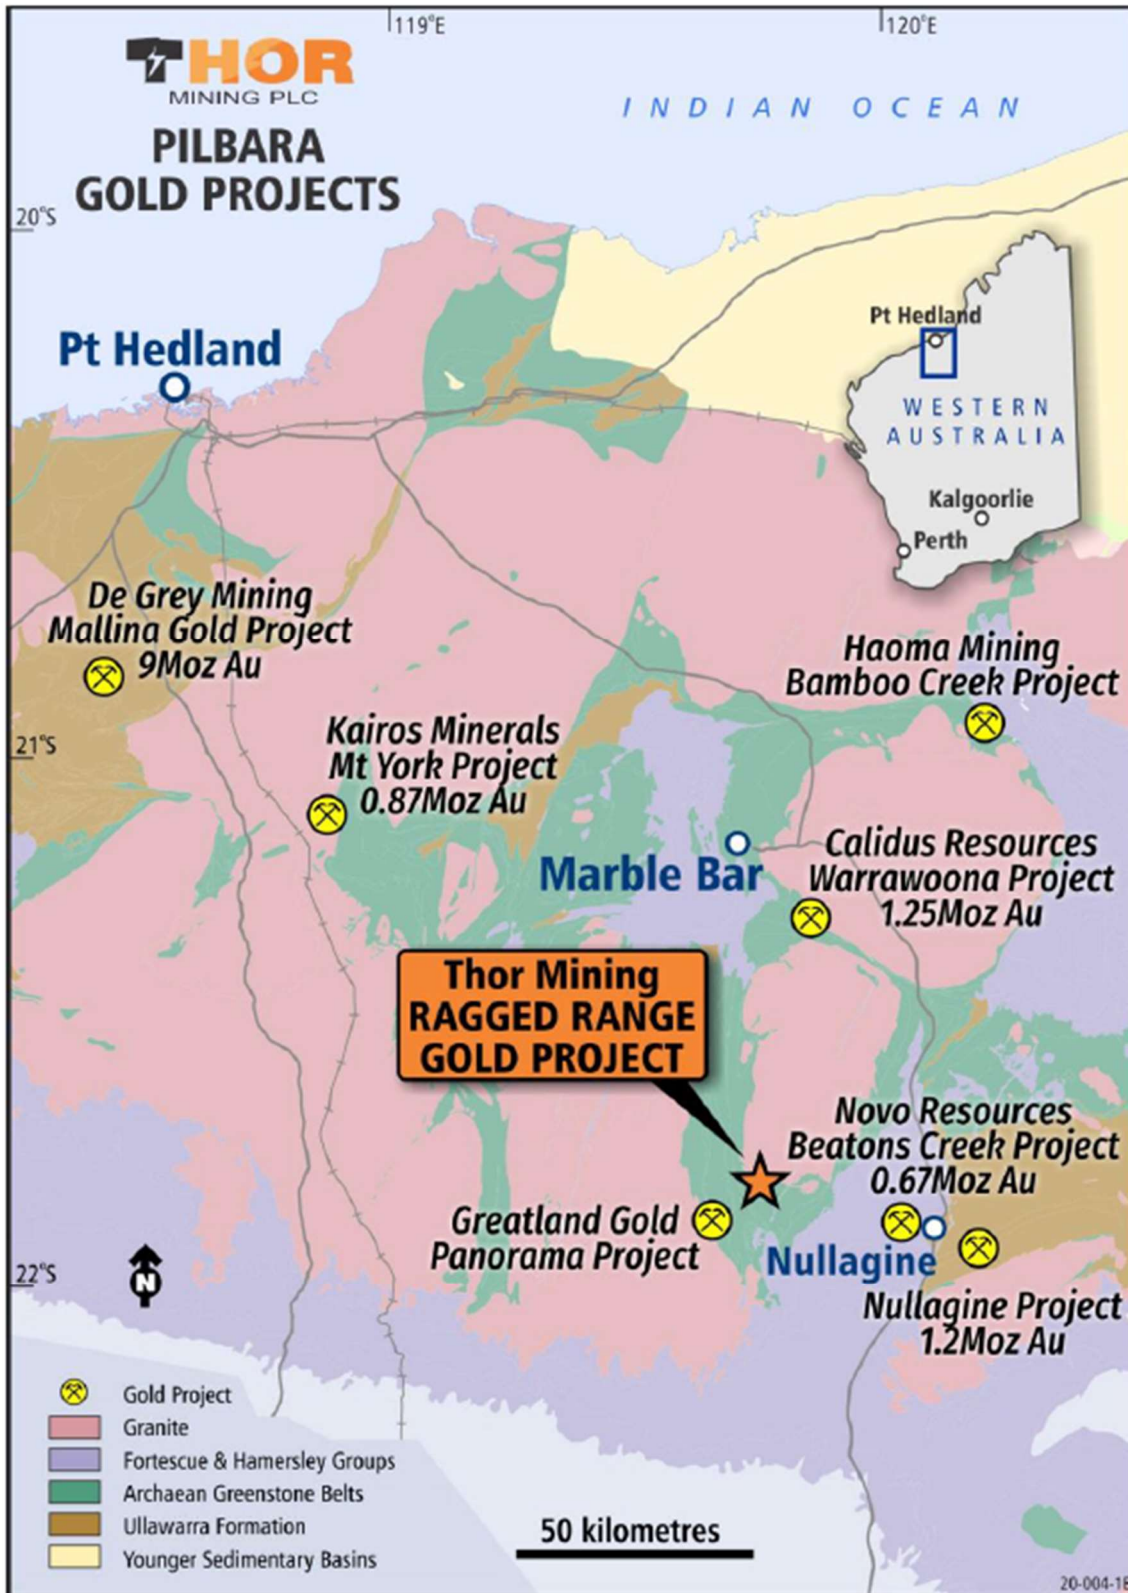 119°E
120°E
THOR
MINING PLC
PILBARA
GOLD PROJECTS
INDIAN OCEAN
20°S
Pt Hedland
Pt Hedland
WESTERN
AUSTRALIA
Kalgoorlie
Perth
De Grey Mining
Mallina Gold Project
9Moz Au
Haoma Mining
Bamboo Creek Project
21°S
Kairos Minerals
Mt York Project
0.87Moz Au
Marble Bar
Calidus Resources
Warrawoona Project
1.25Moz Au
Thor Mining
RAGGED RANGE
GOLD PROJECT
Novo Resources
Beatons Creek Project
0.67Moz Au
Greatland Gold
Panorama Project
Nullagine
22°S
N
Nullagine Project
1.2Moz Au
Gold Project
Granite
Fortescue & Hamersley Groups
Archaean Greenstone Belts
Ullawarra Formation
Younger Sedimentary Basins
50 kilometres
20-004-18